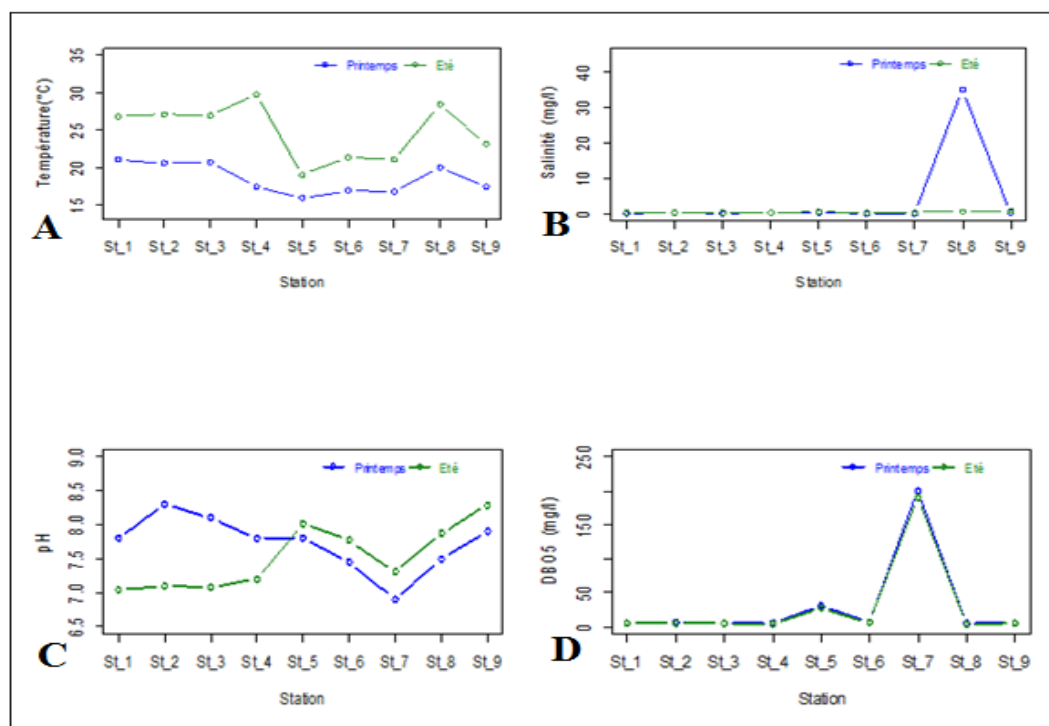 Température(°C)
35
30
25
20
15
Printemps Eté
A
St_1 St_2 St_3 St_4 St_5 St_6 St_7 St_8 St_9
Station
Salinité (mg/l)
40
30
20
10
0
Printemps Eté
B
St_1 St_2 St_3 St_4 St_5 St_6 St_7 St_8 St_9
Station
pH
9.0
8.5
8.0
7.5
7.0
6.5
Printemps Eté
C
St_1 St_2 St_3 St_4 St_5 St_6 St_7 St_8 St_9
Station
DBO5 (mg/l)
250
150
50
0
Printemps Eté
D
St_1 St_2 St_3 St_4 St_5 St_6 St_7 St_8 St_9
Station